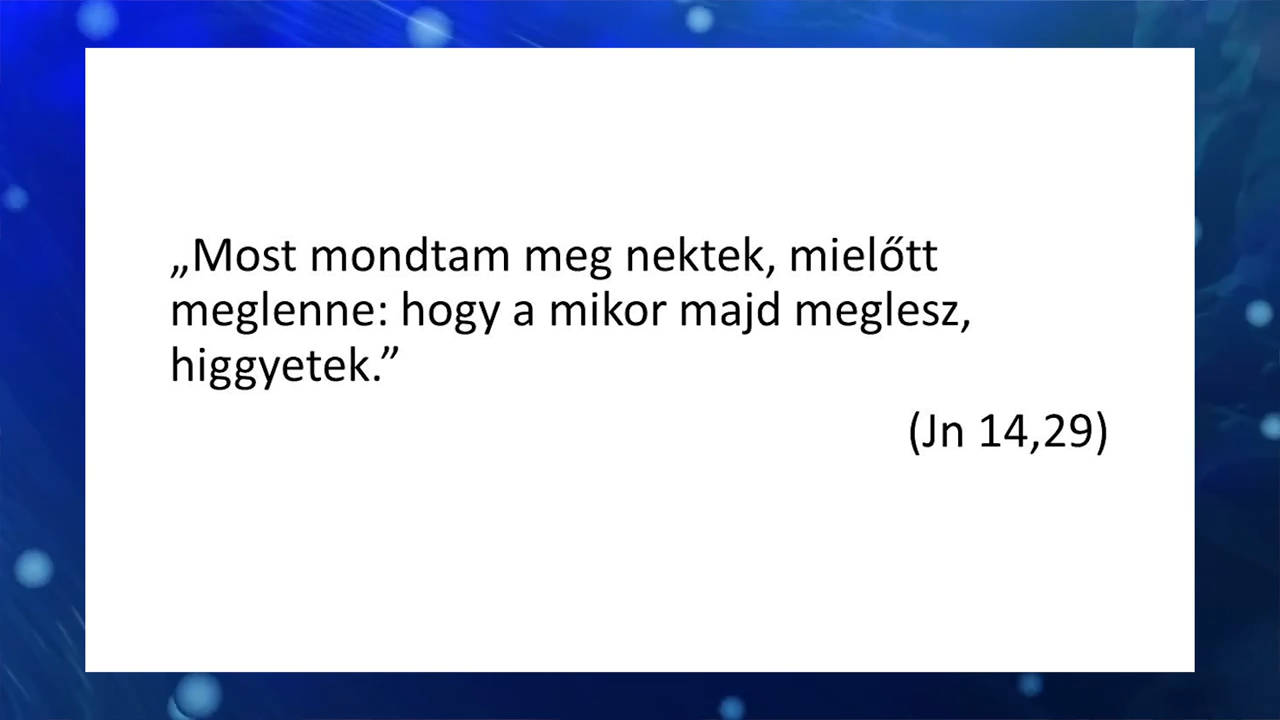 „Most mondtam meg nektek, mielőtt
meglenne: hogy a mikor majd meglesz,
higgyetek.”
(Jn 14,29)